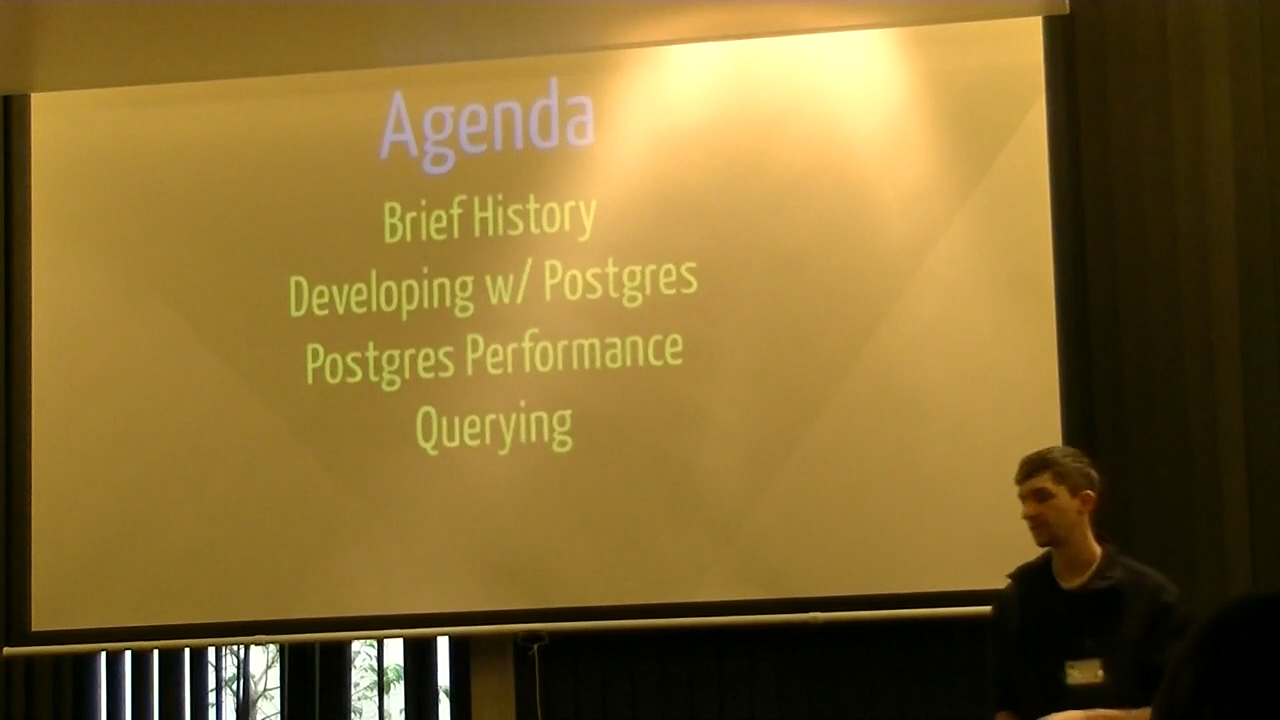 Agenda
Brief History
Developing w/ Postgres
Postgres Performance
Querying